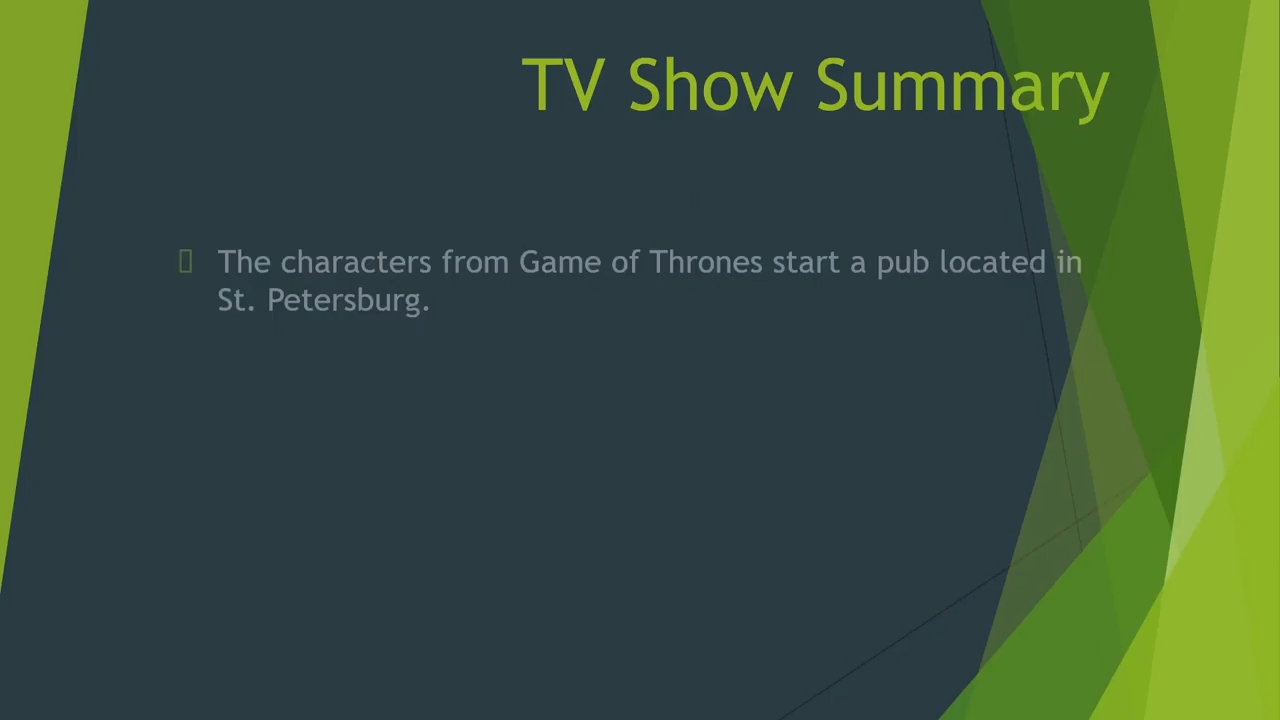 TV Show Summary
The characters from Game of Thrones start a pub located in
St. Petersburg.